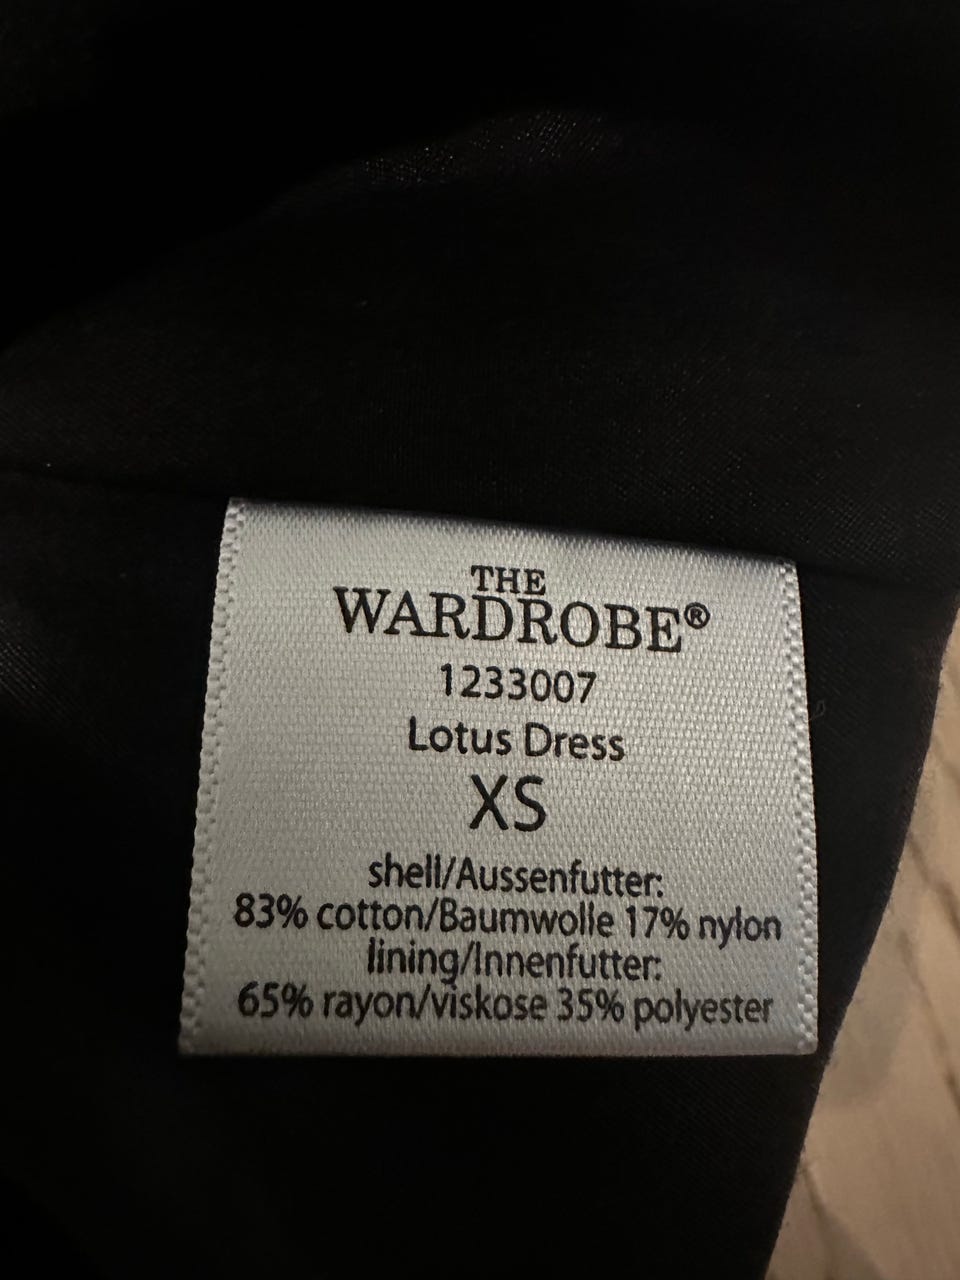 THE
WARDROBE®
1233007
Lotus Dress
XS
shell/Aussenfutter:
83% cotton/Baumwolle 17% nylon
lining/Innenfutter:
65% rayon/viskose 35% polyester